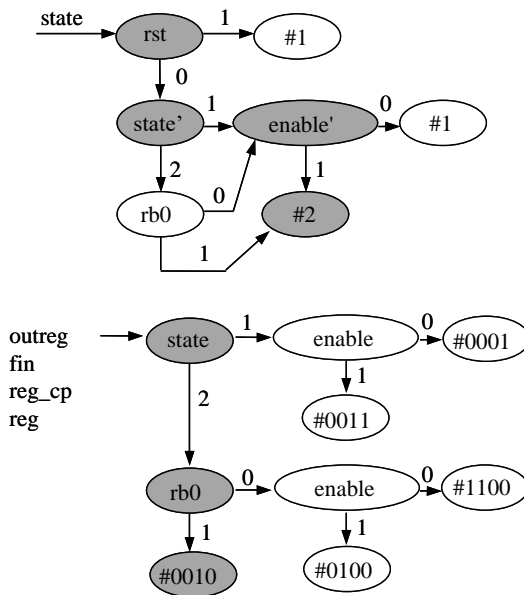 state rst 1 #1
0
state’ 1 enable' 0 #1
2 1
rb0 0 #2
1
outreg state 1 enable 0 #0001
fin
reg_cp 2 1
reg #0011
rb0 0 enable 0 #1100
1 1
#0010 #0100